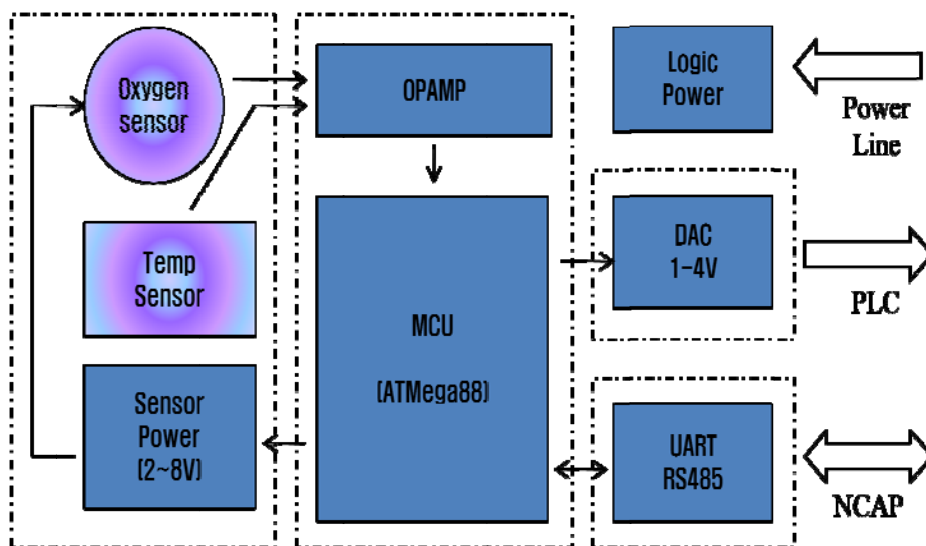 Oxygen
sensor
Temp
Sensor
Sensor
Power
(2~8V)
OPAMP
MCU
(ATMega88)
Logic
Power
DAC
1-4V
UART
RS485
Power
Line
PLC
NCAP